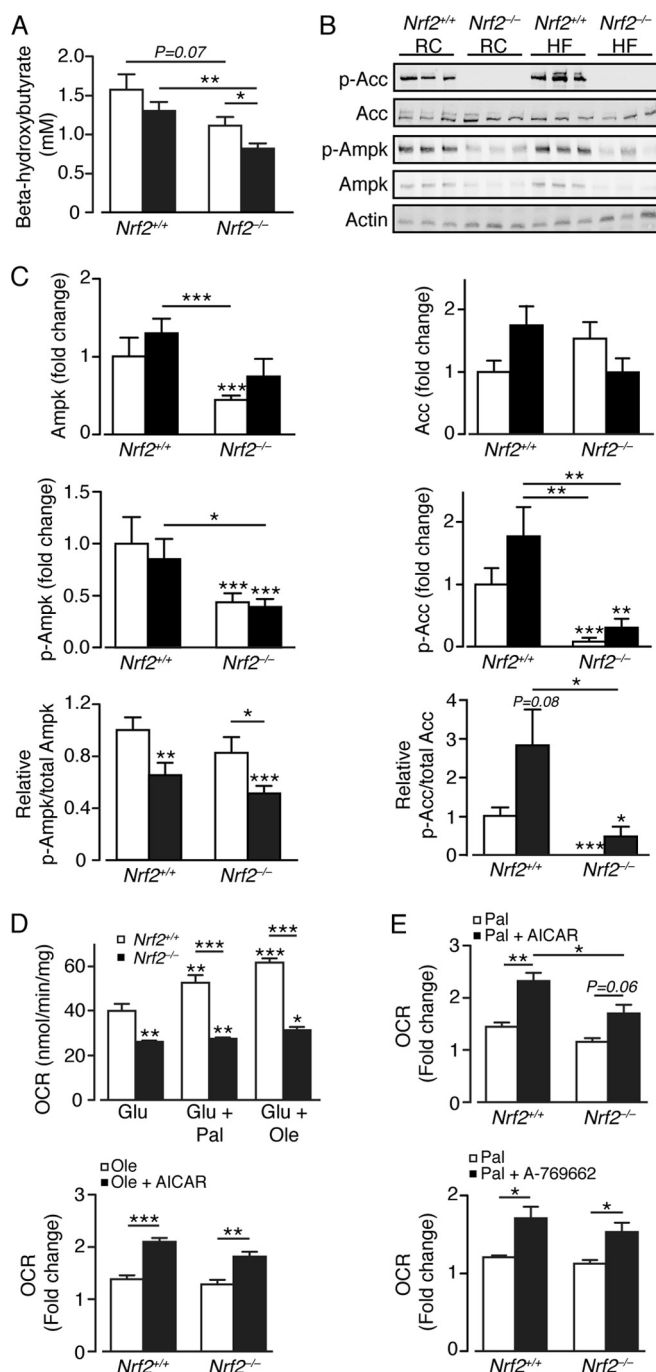 A
Beta-hydroxybutyrate
(mM)
2.0
1.5
1.0
0
P=0.07
**
*
Nrf2+/+
Nrf2–/–
B
Nrf2+/+ Nrf2–/– Nrf2+/+ Nrf2–/–
RC RC HF HF
p-Acc
Acc
p-Ampk
Ampk
Actin
C
Ampk (fold change)
2
1
0
***
***
Nrf2+/+
Nrf2–/–
Acc (fold change)
3
2
1
0
Nrf2+/+
Nrf2–/–
p-Ampk (fold change)
1.5
1.0
0.5
0.0
*
*** ***
Nrf2+/+
Nrf2–/–
p-Acc (fold change)
3
2
1
0
**
**
***
**
Nrf2+/+
Nrf2–/–
Relative
p-Ampk/total Ampk
1.2
0.8
0.4
0
**
*
***
Nrf2+/+
Nrf2–/–
Relative
p-Acc/total Acc
4
3
2
1
0
P=0.08
*
***
*
Nrf2+/+
Nrf2–/–
D
OCR (nmol/min/mg)
80
60
40
20
0
Nrf2+/+
Nrf2–/–
**
***
**
**
***
***
*
Glu
Glu +
Pal
Glu +
Ole
Ole
Ole + AICAR
OCR
(Fold change)
3
2
1
0
***
**
Nrf2+/+
Nrf2–/–
E
Pal
Pal + AICAR
OCR
(Fold change)
3
2
1
0
**
*
P=0.06
Nrf2+/+
Nrf2–/–
Pal
Pal + A-769662
OCR
(Fold change)
2
1
0
*
*
Nrf2+/+
Nrf2–/–